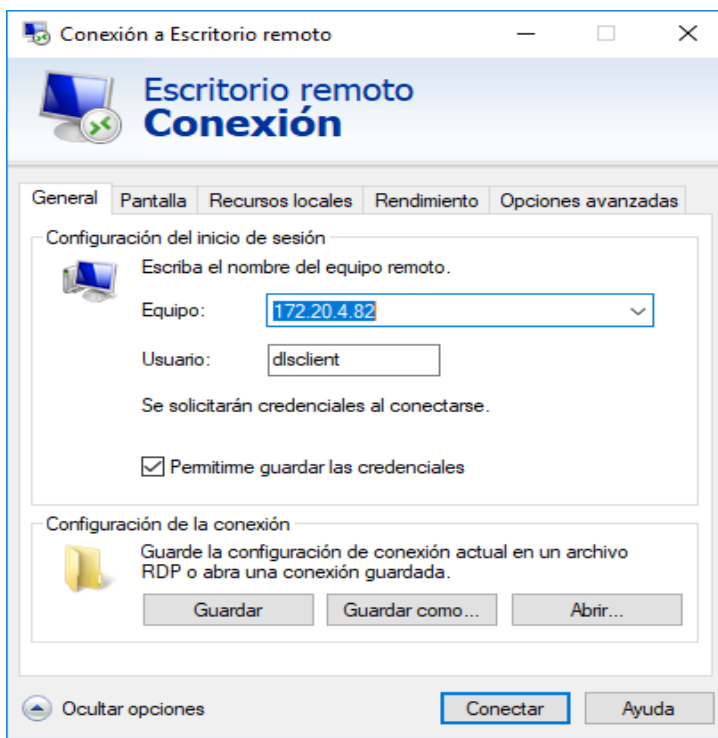 Conexión a Escritorio remoto
Escritorio remoto
Conexión
General Pantalla Recursos locales Rendimiento Opciones avanzadas
Configuración del inicio de sesión
Escriba el nombre del equipo remoto.
Equipo: 172.20.4.82
Usuario: dlsclient
Se solicitarán credenciales al conectarse.
Permitirme guardar las credenciales
Configuración de la conexión
Guarde la configuración de conexión actual en un archivo
RDP o abra una conexión guardada.
Guardar Guardar como... Abrir...
Ocultar opciones Conectar Ayuda